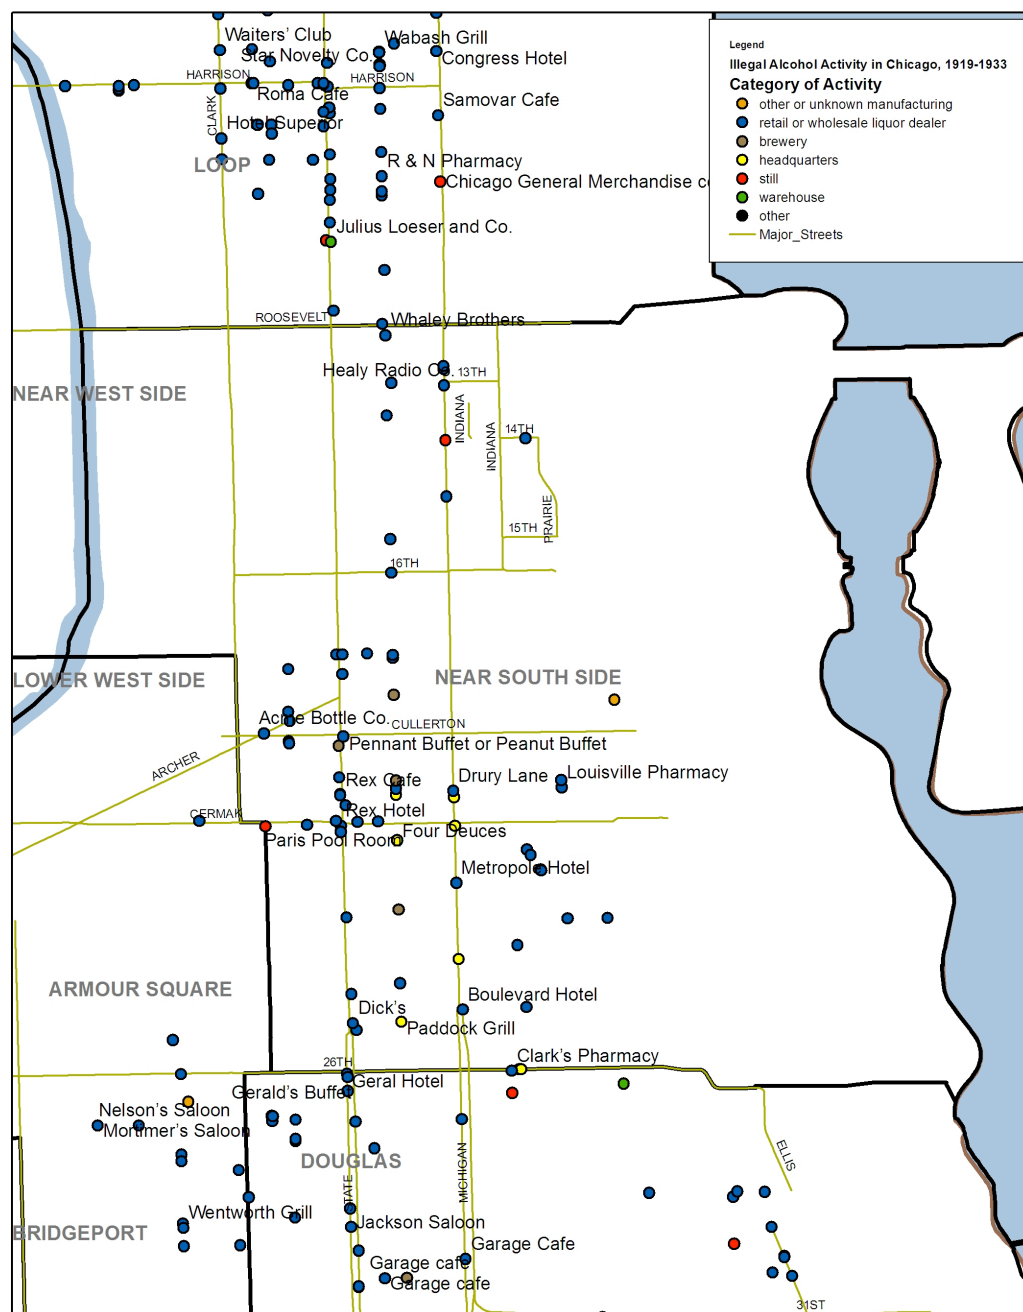 Waiters' Club
Wabash Grill
Star Novelty Co.
Congress Hotel
HARRISON
HARRISON
Roma Cafe
Samovar Cafe
CLARK
Hotel Superior
LOOP
R & N Pharmacy
Chicago General Merchandise co
Julius Loeser and Co.
Legend
Illegal Alcohol Activity in Chicago, 1919-1933
Category of Activity
other or unknown manufacturing
retail or wholesale liquor dealer
brewery
headquarters
still
warehouse
other
Major_Streets
ROOSEVELT
Whaley Brothers
Healy Radio Co.
13TH
NEAR WEST SIDE
INDIANA
INDIANA
14TH
15TH
PRAIRIE
16TH
LOWER WEST SIDE
NEAR SOUTH SIDE
Acme Bottle Co.
CULLERTON
Pennant Buffet or Peanut Buffet
ARCHER
Rex Cafe
Drury Lane
Louisville Pharmacy
CERMAK
Rex Hotel
Paris Pool Room
Four Deuces
Metropole Hotel
ARMOUR SQUARE
Boulevard Hotel
Dick's
Paddock Grill
26TH
Clark's Pharmacy
Geral Hotel
Gerald's Buffet
Nelson's Saloon
Mortimer's Saloon
DOUGLAS
ELLIS
STATE
MICHIGAN
Wentworth Grill
Jackson Saloon
BRIDGEPORT
Garage Cafe
Garage cafe
Garage cafe
31ST